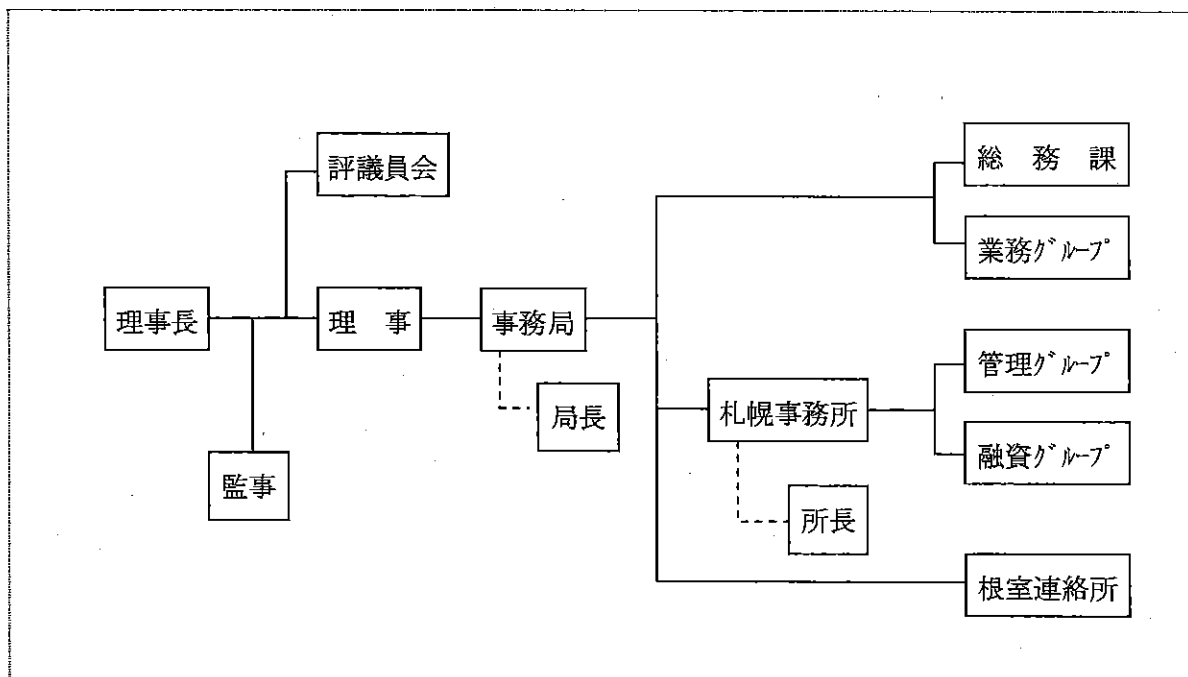 評議員会
理事長
理　事
監事
事務局
局長
総　務　課
業務ｸﾞﾙｰﾌﾟ
札幌事務所
所長
管理ｸﾞﾙｰﾌﾟ
融資ｸﾞﾙｰﾌﾟ
根室連絡所